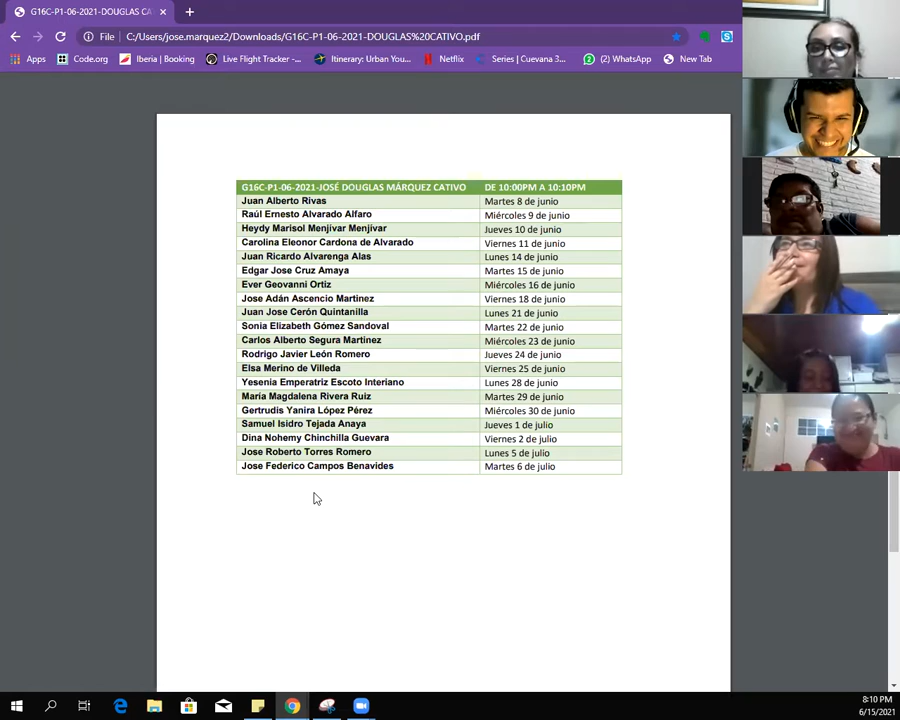 G16C-P1-06-2021-DOUGLAS CA
File C:/Users/jose.marquez2/Downloads/G16C-P1-06-2021-DOUGLAS%20CATIVO.pdf
Apps Code.org Iberia | Booking Live Flight Tracker -... Itinerary: Urban You... Netflix Series | Cuevana 3... (2) WhatsApp New Tab
G16C-P1-06-2021-JOSÉ DOUGLAS MÁRQUEZ CATIVO DE 10:00PM A 10:10PM
Juan Alberto Rivas Martes 8 de junio
Raúl Ernesto Alvarado Alfaro Miércoles 9 de junio
Heydy Marisol Menjívar Menjívar Jueves 10 de junio
Carolina Eleonor Cardona de Alvarado Viernes 11 de junio
Juan Ricardo Alvarenga Alas Lunes 14 de junio
Edgar Jose Cruz Amaya Martes 15 de junio
Ever Geovanni Ortiz Miércoles 16 de junio
Jose Adán Ascencio Martinez Viernes 18 de junio
Juan Jose Cerón Quintanilla Lunes 21 de junio
Sonia Elizabeth Gómez Sandoval Martes 22 de junio
Carlos Alberto Segura Martínez Miércoles 23 de junio
Rodrigo Javier León Romero Jueves 24 de junio
Elsa Merino de Villeda Viernes 25 de junio
Yesenia Emperatriz Escoto Interiano Lunes 28 de junio
María Magdalena Rivera Ruiz Martes 29 de junio
Gertrudis Yanira López Pérez Miércoles 30 de junio
Samuel Isidro Tejada Anaya Jueves 1 de julio
Dina Nohemy Chinchilla Guevara Viernes 2 de julio
Jose Roberto Torres Romero Lunes 5 de julio
Jose Federico Campos Benavides Martes 6 de julio
8:10 PM
6/15/2021